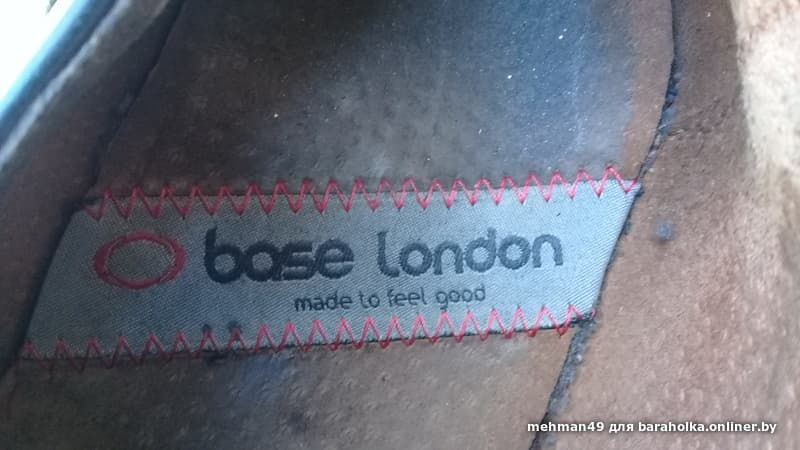 base london
made to feel good
mehman49 для baraholka.onliner.by